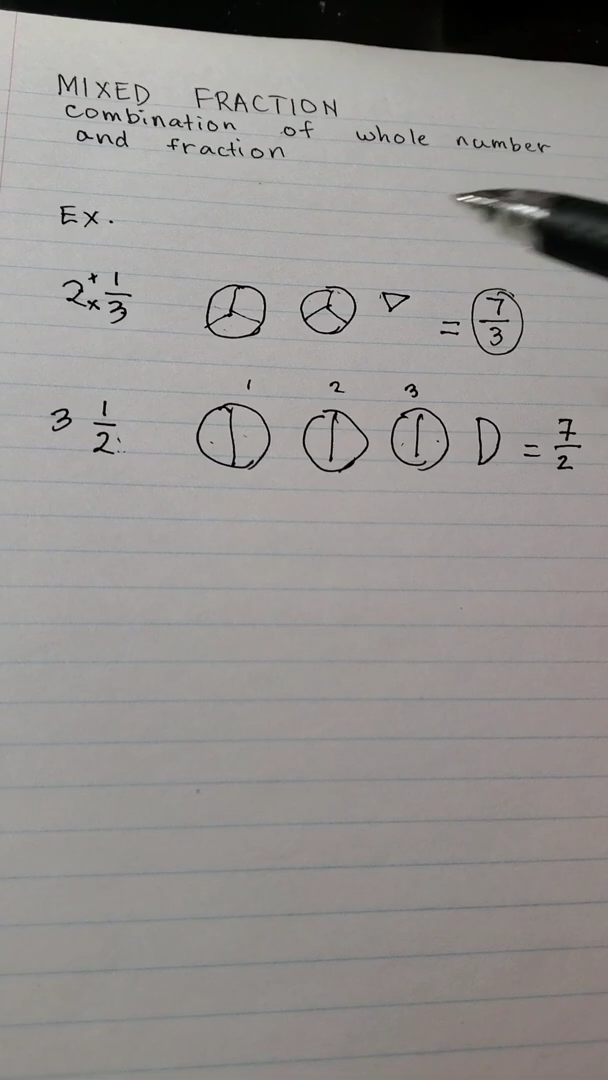 MIXED FRACTION
combination of whole number
and fraction
Ex.
2 + × 1/3 = 7/3
1 2 3
3 1/2 = 7/2